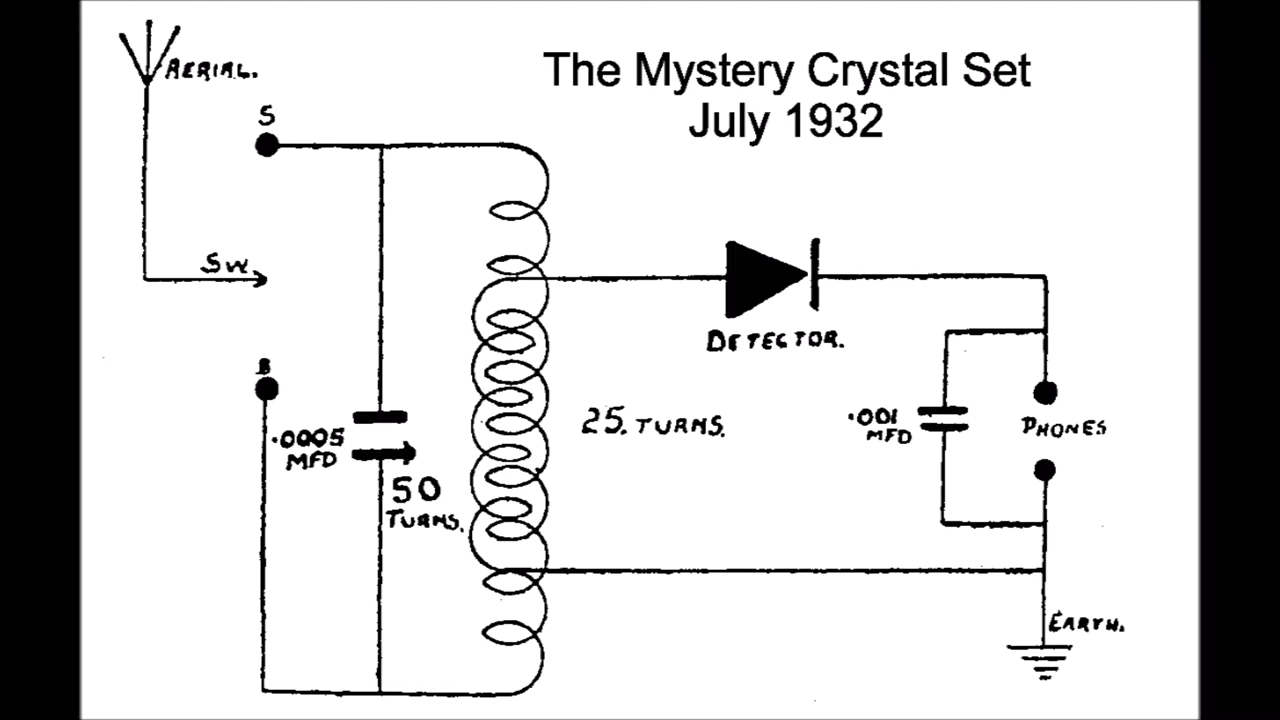 The Mystery Crystal Set
July 1932
AERIAL.
S
SW.
B
.0005
MFD
50
TURNS.
25. TURNS.
DETECTOR.
.001
MFD
PHONES
EARTH.